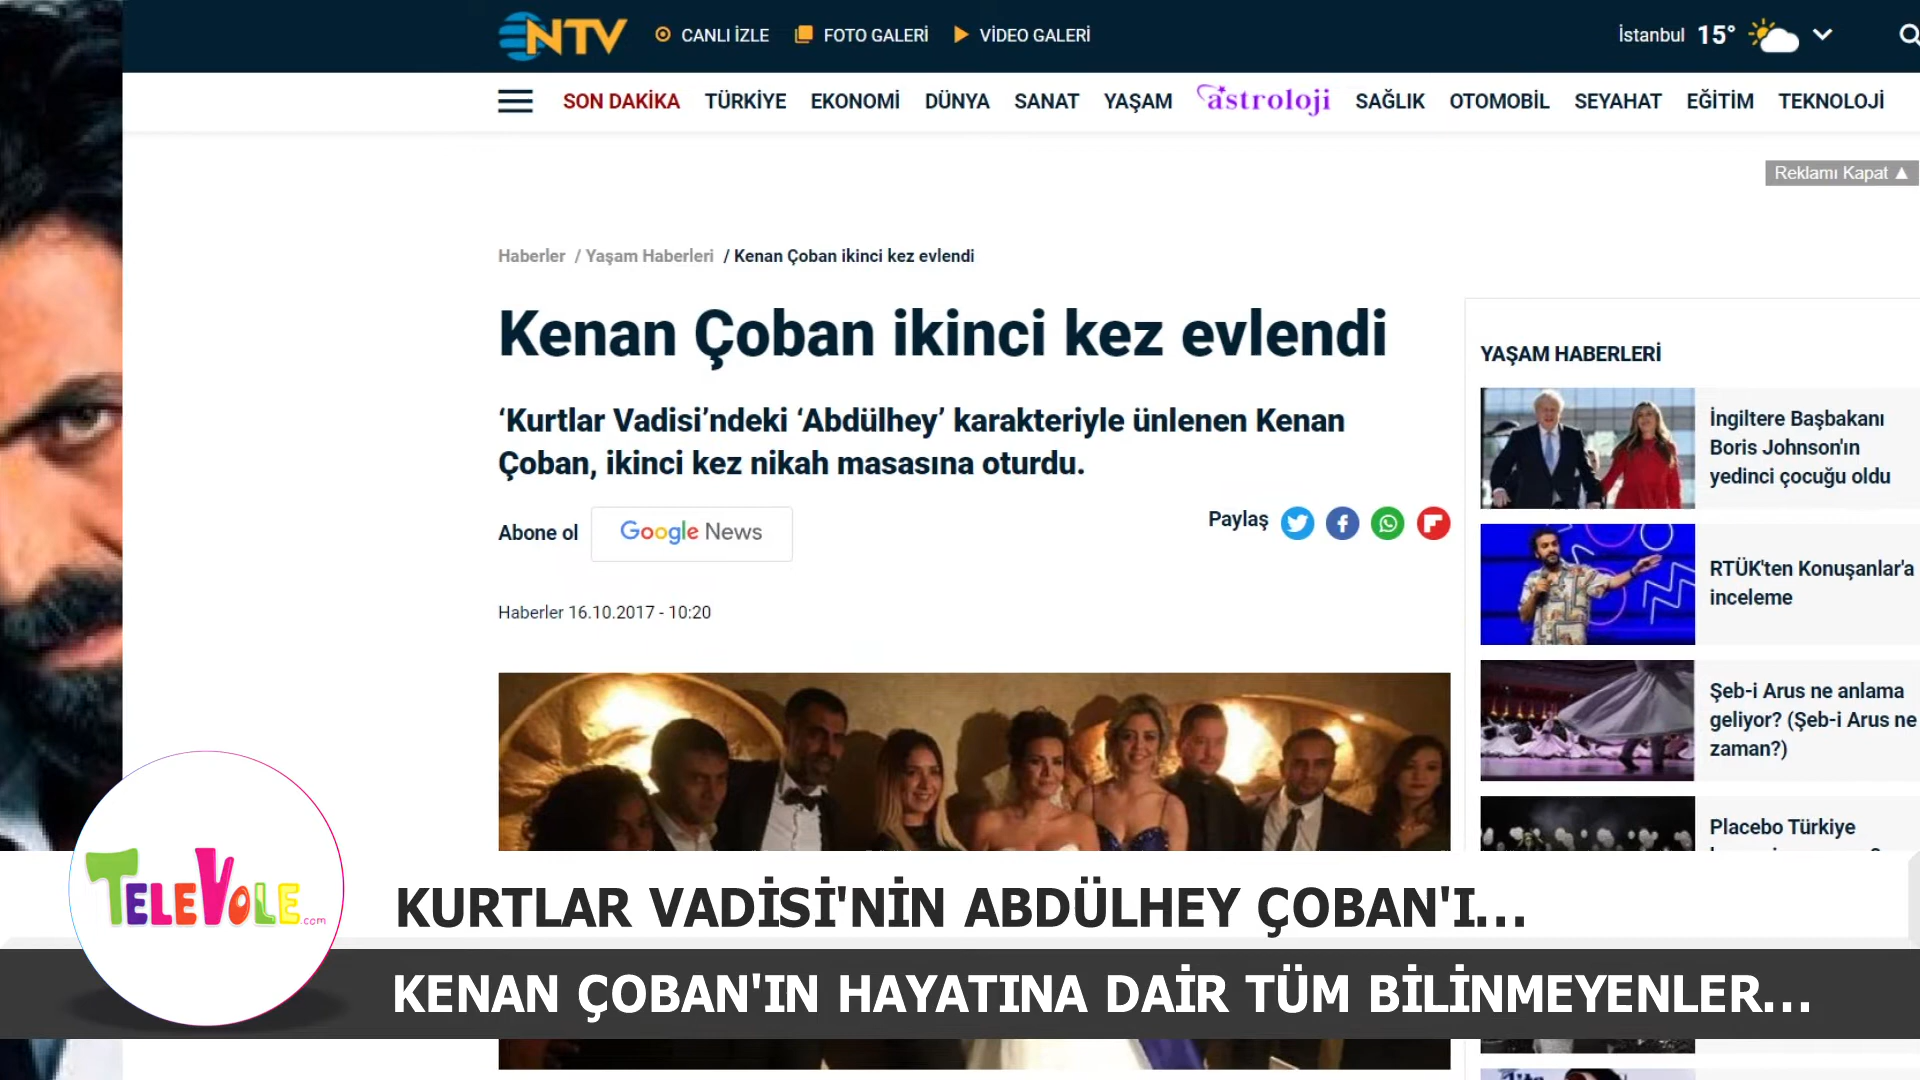 NTV
CANLI İZLE
FOTO GALERİ
VİDEO GALERİ
İstanbul 15°
SON DAKİKA
TÜRKİYE
EKONOMİ
DÜNYA
SANAT
YAŞAM
astroloji
SAĞLIK
OTOMOBİL
SEYAHAT
EĞİTİM
TEKNOLOJİ
Reklamı Kapat ▲
Haberler / Yaşam Haberleri / Kenan Çoban ikinci kez evlendi
Kenan Çoban ikinci kez evlendi
‘Kurtlar Vadisi’ndeki ‘Abdülhey’ karakteriyle ünlenen Kenan
Çoban, ikinci kez nikah masasına oturdu.
Abone ol
Google News
Paylaş
Haberler 16.10.2017 - 10:20
YAŞAM HABERLERİ
İngiltere Başbakanı
Boris Johnson'ın
yedinci çocuğu oldu
RTÜK'ten Konuşanlar'a
inceleme
Şeb-i Arus ne anlama
geliyor? (Şeb-i Arus ne
zaman?)
Placebo Türkiye
TELEVOLE.com
KURTLAR VADİSİ'NİN ABDÜLHEY ÇOBAN'I...
KENAN ÇOBAN'IN HAYATINA DAİR TÜM BİLİNMEYENLER...